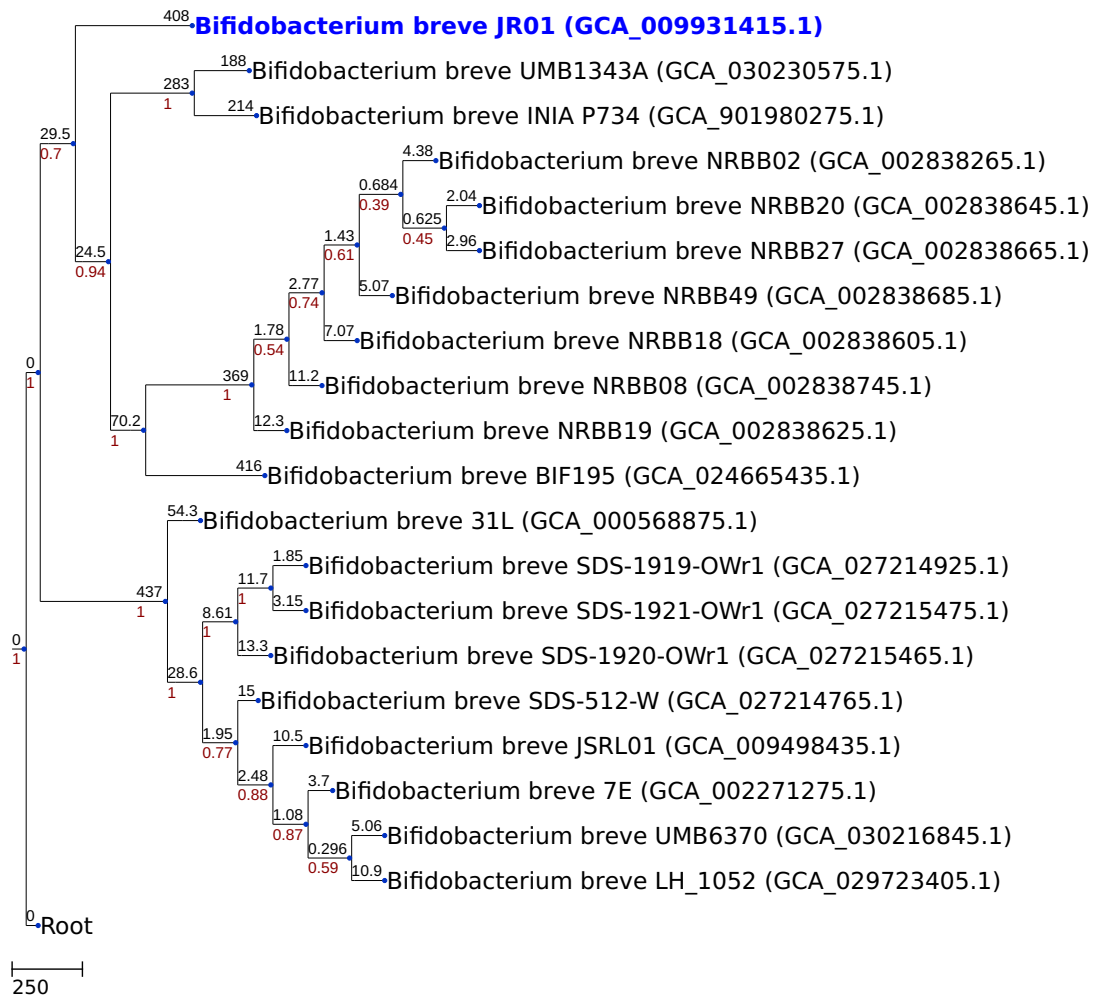 408
Bifidobacterium breve JR01 (GCA_009931415.1)
188
Bifidobacterium breve UMB1343A (GCA_030230575.1)
283
1
214
Bifidobacterium breve INIA P734 (GCA_901980275.1)
29.5
0.7
4.38
Bifidobacterium breve NRBB02 (GCA_002838265.1)
0.684
0.39
2.04
Bifidobacterium breve NRBB20 (GCA_002838645.1)
0.625
0.45
2.96
Bifidobacterium breve NRBB27 (GCA_002838665.1)
1.43
0.61
24.5
0.94
5.07
Bifidobacterium breve NRBB49 (GCA_002838685.1)
2.77
0.74
7.07
Bifidobacterium breve NRBB18 (GCA_002838605.1)
1.78
0.54
0
1
369
1
11.2
Bifidobacterium breve NRBB08 (GCA_002838745.1)
70.2
1
12.3
Bifidobacterium breve NRBB19 (GCA_002838625.1)
416
Bifidobacterium breve BIF195 (GCA_024665435.1)
54.3
Bifidobacterium breve 31L (GCA_000568875.1)
1.85
Bifidobacterium breve SDS-1919-OWr1 (GCA_027214925.1)
11.7
1
437
1
3.15
Bifidobacterium breve SDS-1921-OWr1 (GCA_027215475.1)
8.61
1
0
1
13.3
Bifidobacterium breve SDS-1920-OWr1 (GCA_027215465.1)
28.6
1
15
Bifidobacterium breve SDS-512-W (GCA_027214765.1)
1.95
0.77
10.5
Bifidobacterium breve JSRL01 (GCA_009498435.1)
2.48
0.88
3.7
Bifidobacterium breve 7E (GCA_002271275.1)
1.08
0.87
5.06
Bifidobacterium breve UMB6370 (GCA_030216845.1)
0.296
0.59
10.9
Bifidobacterium breve LH_1052 (GCA_029723405.1)
0
Root
250